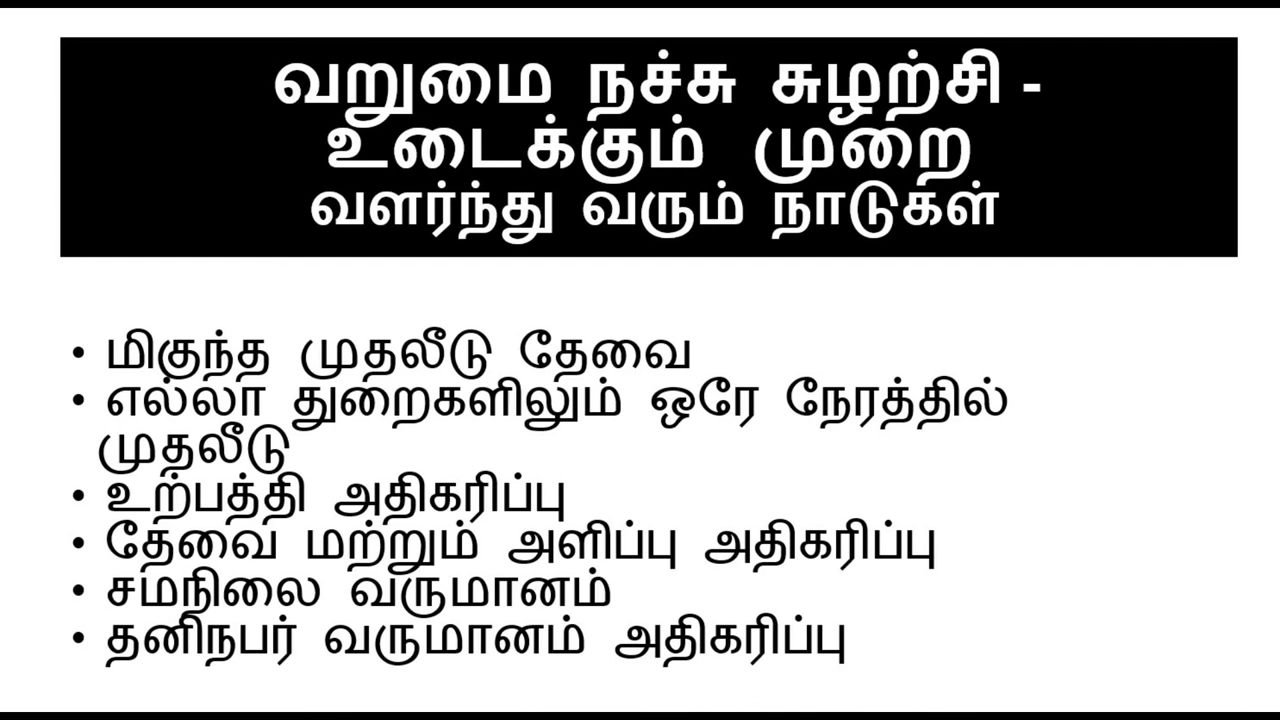 வறுமை நச்சு சுழற்சி -
உடைக்கும் முறை
வளர்ந்து வரும் நாடுகள்
• மிகுந்த முதலீடு தேவை
• எல்லா துறைகளிலும் ஒரே நேரத்தில்
முதலீடு
• உற்பத்தி அதிகரிப்பு
• தேவை மற்றும் அளிப்பு அதிகரிப்பு
• சமநிலை வருமானம்
• தனிநபர் வருமானம் அதிகரிப்பு